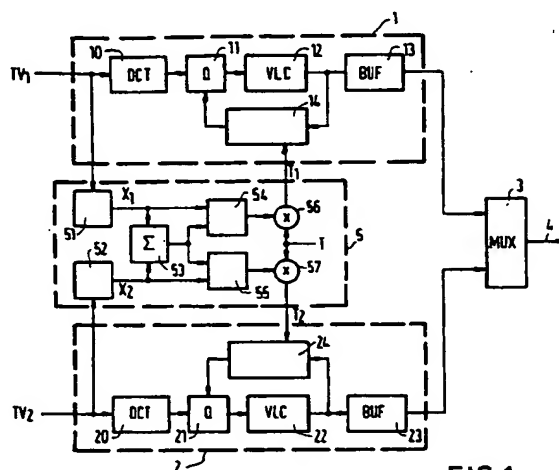 1
10
11
12
13
TV1
DCT
Q
VLC
BUF
14
T1
X1
54
56
51
3
Σ
x
T
5
MUX
4
52
53
x
57
X2
55
T2
24
TV2
DCT
Q
VLC
BUF
20
21
22
23
2
FIG.1